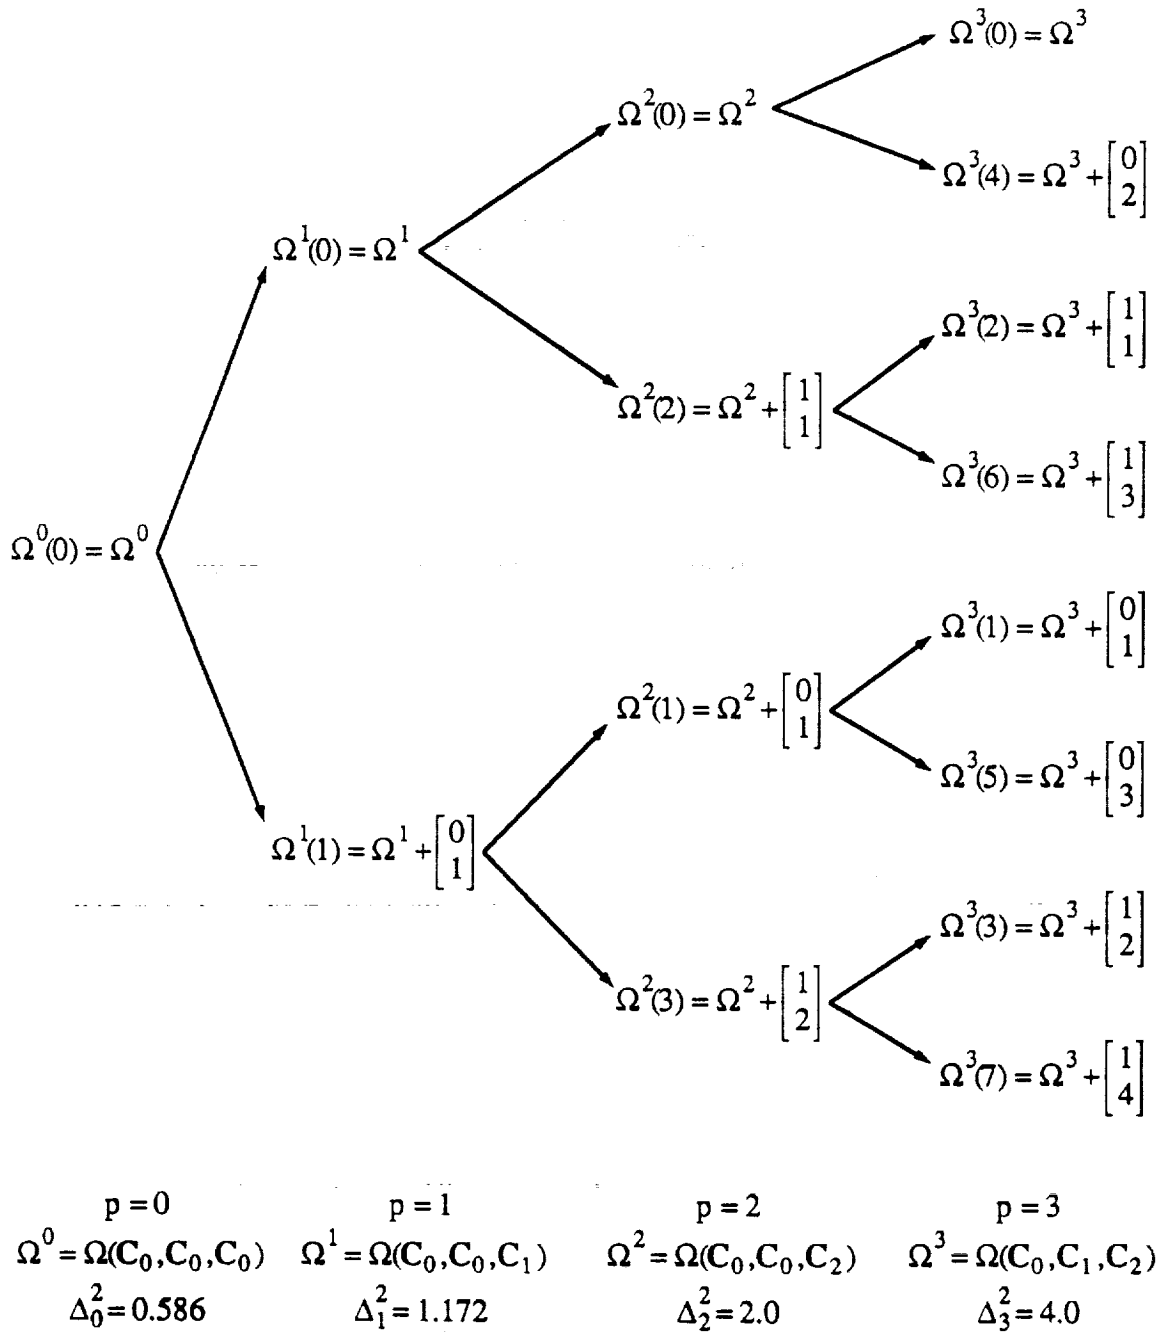 Ω³(0) = Ω³
Ω²(0) = Ω²
Ω³(4) = Ω³ + [0 2]
Ω¹(0) = Ω¹
Ω³(2) = Ω³ + [1 1]
Ω²(2) = Ω² + [1 1]
Ω³(6) = Ω³ + [1 3]
Ω⁰(0) = Ω⁰
Ω³(1) = Ω³ + [0 1]
Ω²(1) = Ω² + [0 1]
Ω³(5) = Ω³ + [0 3]
Ω¹(1) = Ω¹ + [0 1]
Ω³(3) = Ω³ + [1 2]
Ω²(3) = Ω² + [1 2]
Ω³(7) = Ω³ + [1 4]
p = 0 p = 1 p = 2 p = 3
Ω⁰ = Ω(C₀,C₀,C₀) Ω¹ = Ω(C₀,C₀,C₁) Ω² = Ω(C₀,C₀,C₂) Ω³ = Ω(C₀,C₁,C₂)
Δ₀² = 0.586 Δ₁² = 1.172 Δ₂² = 2.0 Δ₃² = 4.0